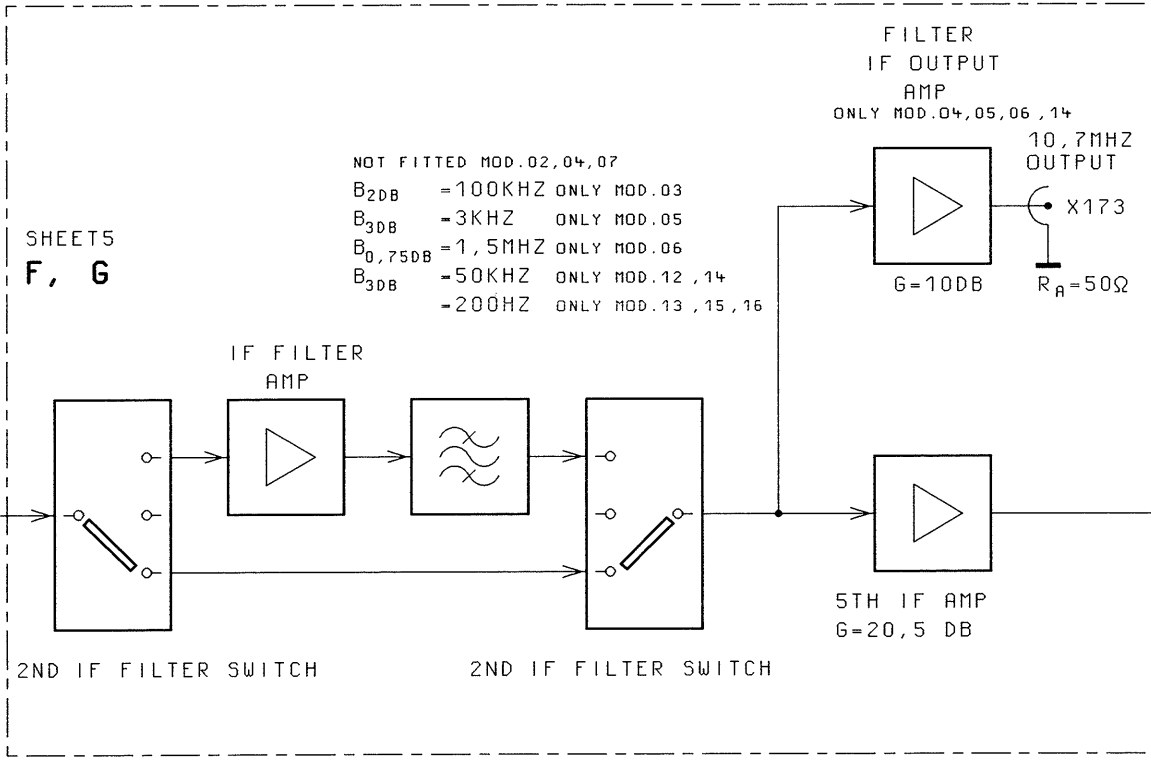 FILTER
IF OUTPUT
AMP
ONLY MOD.04,05,06 ,14
10,7MHZ
OUTPUT
X173
G=10DB
R_A=50Ω
NOT FITTED MOD.02,04,07
B2DB =100KHZ ONLY MOD.03
B3DB =3KHZ ONLY MOD.05
B0,75DB =1,5MHZ ONLY MOD.06
B3DB =50KHZ ONLY MOD.12 ,14
=200HZ ONLY MOD.13 ,15,16
SHEET5
F, G
IF FILTER
AMP
5TH IF AMP
G=20,5 DB
2ND IF FILTER SWITCH
2ND IF FILTER SWITCH